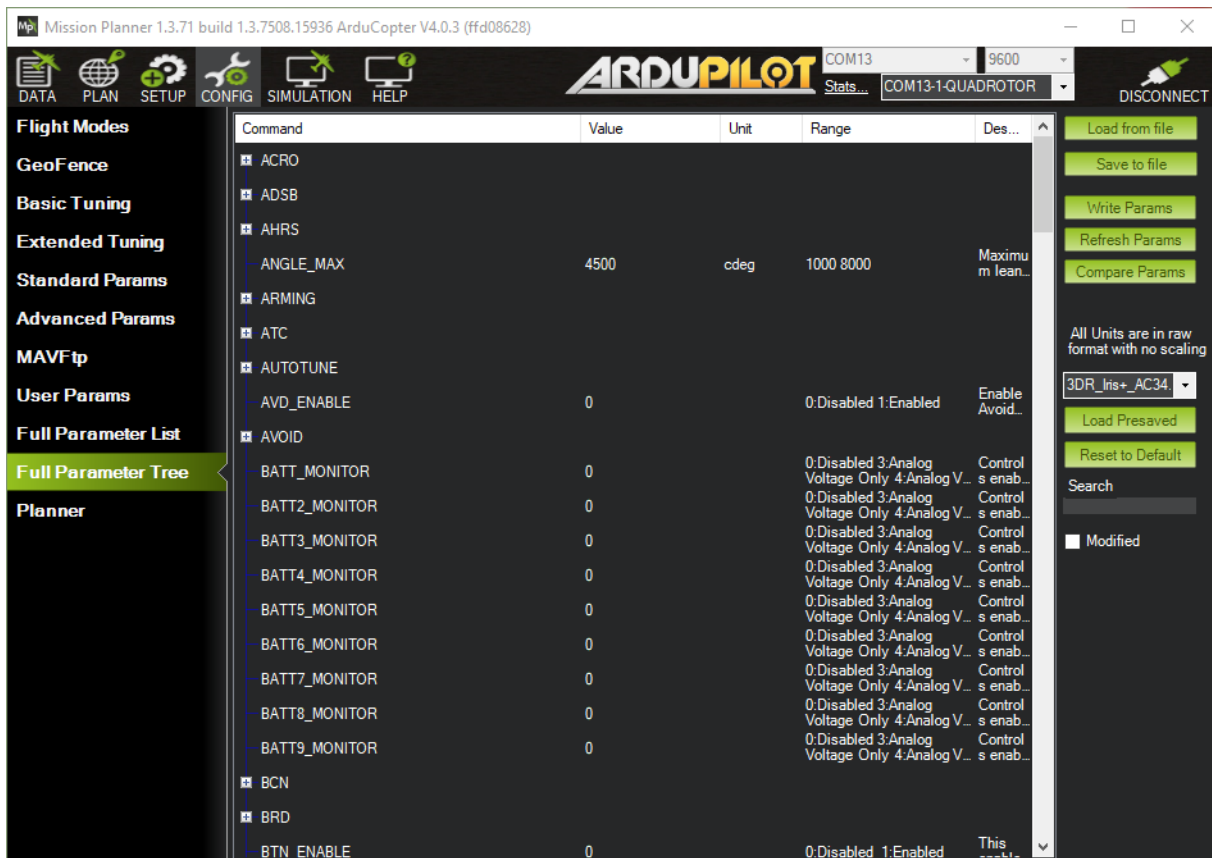 Mission Planner 1.3.71 build 1.3.7508.15936 ArduCopter V4.0.3 (ffd08628)
DATA PLAN SETUP CONFIG SIMULATION HELP
ARDUPILOT
COM13 9600
Stats... COM13-1-QUADROTOR
DISCONNECT
Flight Modes
GeoFence
Basic Tuning
Extended Tuning
Standard Params
Advanced Params
MAVFtp
User Params
Full Parameter List
Full Parameter Tree
Planner
Command Value Unit Range Des...
ACRO
ADSB
AHRS
ANGLE_MAX 4500 cdeg 1000 8000 Maximu
m lean...
ARMING
ATC
AUTOTUNE
AVD_ENABLE 0 0:Disabled 1:Enabled Enable
Avoid...
AVOID
BATT_MONITOR 0 0:Disabled 3:Analog Control
Voltage Only 4:Analog V... s enab...
BATT2_MONITOR 0 0:Disabled 3:Analog Control
Voltage Only 4:Analog V... s enab...
BATT3_MONITOR 0 0:Disabled 3:Analog Control
Voltage Only 4:Analog V... s enab...
BATT4_MONITOR 0 0:Disabled 3:Analog Control
Voltage Only 4:Analog V... s enab...
BATT5_MONITOR 0 0:Disabled 3:Analog Control
Voltage Only 4:Analog V... s enab...
BATT6_MONITOR 0 0:Disabled 3:Analog Control
Voltage Only 4:Analog V... s enab...
BATT7_MONITOR 0 0:Disabled 3:Analog Control
Voltage Only 4:Analog V... s enab...
BATT8_MONITOR 0 0:Disabled 3:Analog Control
Voltage Only 4:Analog V... s enab...
BATT9_MONITOR 0 0:Disabled 3:Analog Control
Voltage Only 4:Analog V... s enab...
BCN
BRD
BTN_ENABLE 0 0:Disabled 1:Enabled This
Load from file
Save to file
Write Params
Refresh Params
Compare Params
All Units are in raw
format with no scaling
3DR_Iris+_AC34.
Load Presaved
Reset to Default
Search
Modified